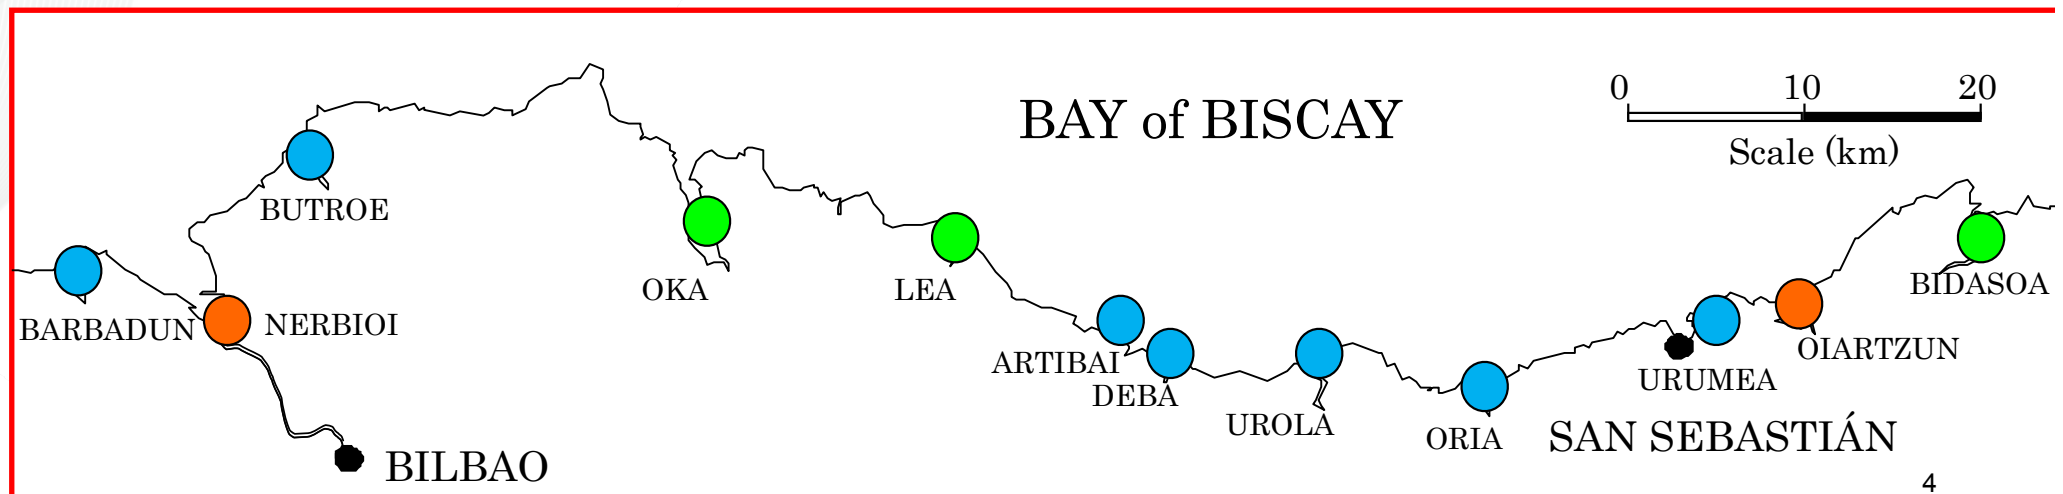 0 10 20
BAY of BISCAY
Scale (km)
BUTROE
OKA
LEA
BIDASOA
BARBADUN
NERBIOI
ARTIBAI
OIARTZUN
DEBA
URUMEA
UROLA
ORIA
SAN SEBASTIÁN
BILBAO
4